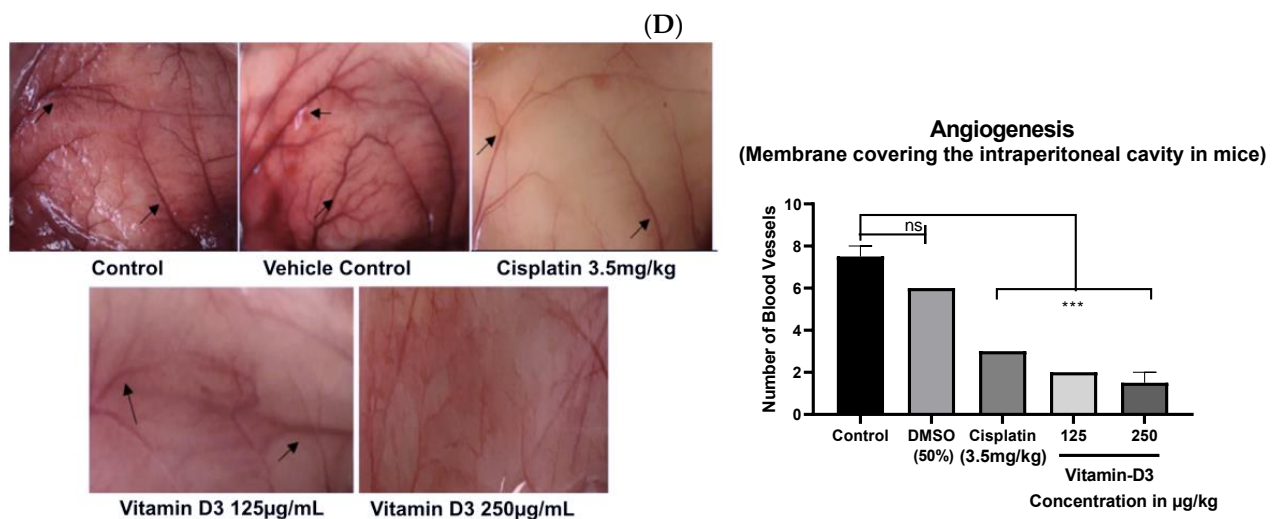 (D)
Control
Vehicle Control
Cisplatin 3.5mg/kg
Vitamin D3 125µg/mL
Vitamin D3 250µg/mL
Angiogenesis
(Membrane covering the intraperitoneal cavity in mice)
Number of Blood Vessels
10
8
6
4
2
0
ns
***
Control
DMSO
(50%)
Cisplatin
(3.5mg/kg)
125
250
Vitamin-D3
Concentration in µg/kg